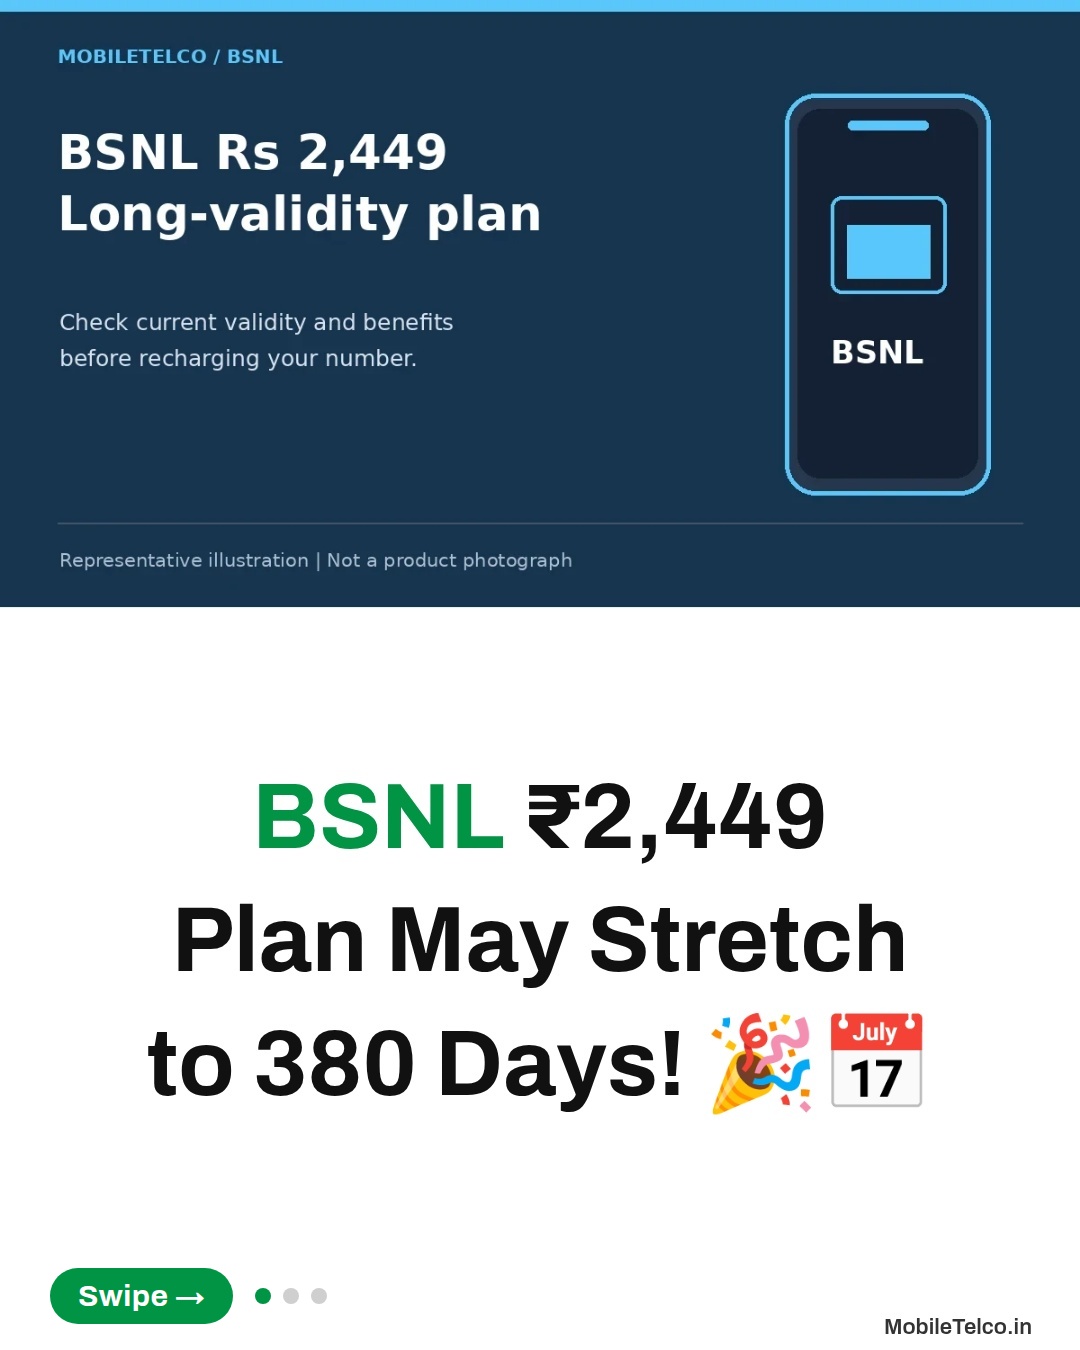 MOBILETELCO / BSNL
BSNL Rs 2,449
Long-validity plan
Check current validity and benefits
before recharging your number.
BSNL
Representative illustration | Not a product photograph
BSNL ₹2,449
Plan May Stretch
to 380 Days! 🎉 📅
July
17
Swipe →
MobileTelco.in